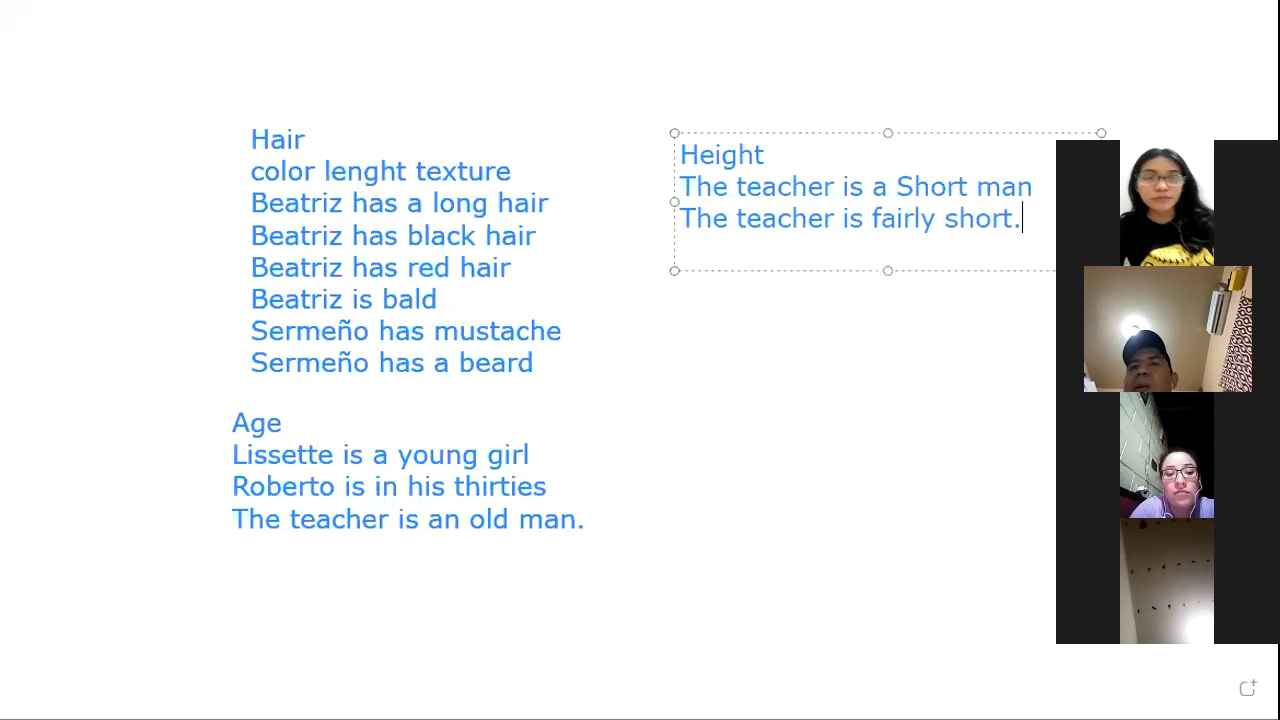 Hair
color lenght texture
Beatriz has a long hair
Beatriz has black hair
Beatriz has red hair
Beatriz is bald
Sermeño has mustache
Sermeño has a beard
Age
Lissette is a young girl
Roberto is in his thirties
The teacher is an old man.
Height
The teacher is a Short man
The teacher is fairly short.